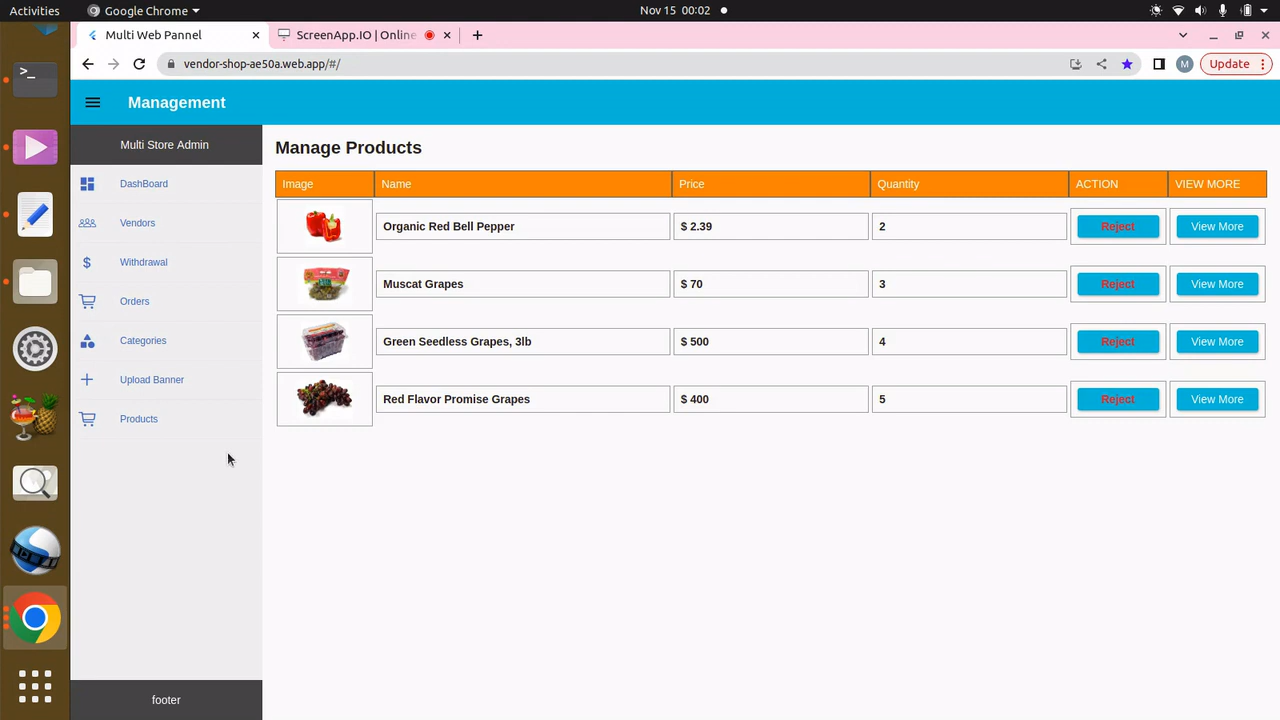 Activities
Google Chrome
Nov 15 00:02
Multi Web Pannel
ScreenApp.IO | Online
vendor-shop-ae50a.web.app/#/
M
Update
Management
Multi Store Admin
DashBoard
Vendors
Withdrawal
Orders
Categories
Upload Banner
Products
footer
Manage Products
Image Name Price Quantity ACTION VIEW MORE
Organic Red Bell Pepper $ 2.39 2 Reject View More
Muscat Grapes $ 70 3 Reject View More
Green Seedless Grapes, 3lb $ 500 4 Reject View More
Red Flavor Promise Grapes $ 400 5 Reject View More